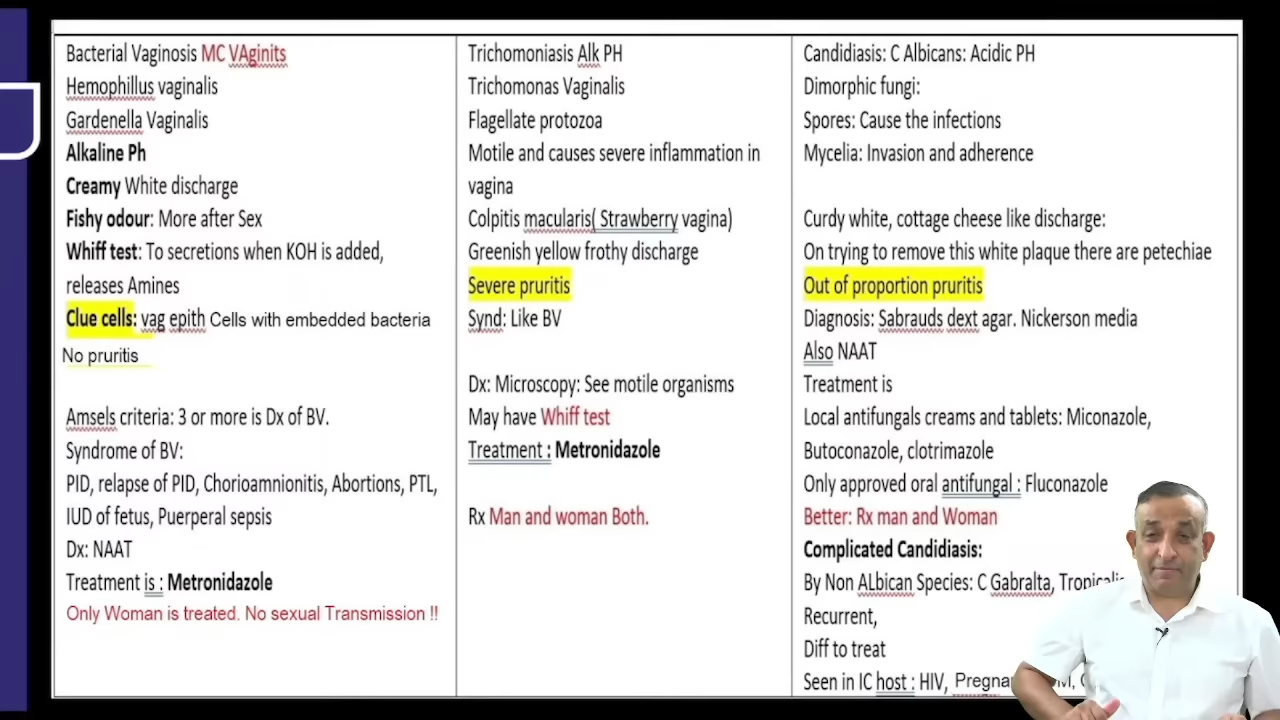 Bacterial Vaginosis MC VAginits
Hemophillus vaginalis
Gardenella Vaginalis
Alkaline Ph
Creamy White discharge
Fishy odour: More after Sex
Whiff test: To secretions when KOH is added,
releases Amines
Clue cells: vag epith Cells with embedded bacteria
No pruritis
Amsels criteria: 3 or more is Dx of BV.
Syndrome of BV:
PID, relapse of PID, Chorioamnionitis, Abortions, PTL,
IUD of fetus, Puerperal sepsis
Dx: NAAT
Treatment is : Metronidazole
Only Woman is treated. No sexual Transmission !!
Trichomoniasis Alk PH
Trichomonas Vaginalis
Flagellate protozoa
Motile and causes severe inflammation in
vagina
Colpitis macularis( Strawberry vagina)
Greenish yellow frothy discharge
Severe pruritis
Synd: Like BV
Dx: Microscopy: See motile organisms
May have Whiff test
Treatment : Metronidazole
Rx Man and woman Both.
Candidiasis: C Albicans: Acidic PH
Dimorphic fungi:
Spores: Cause the infections
Mycelia: Invasion and adherence
Curdy white, cottage cheese like discharge:
On trying to remove this white plaque there are petechiae
Out of proportion pruritis
Diagnosis: Sabrauds dext agar. Nickerson media
Also NAAT
Treatment is
Local antifungals creams and tablets: Miconazole,
Butoconazole, clotrimazole
Only approved oral antifungal : Fluconazole
Better: Rx man and Woman
Complicated Candidiasis:
By Non ALbican Species: C Gabralta,
Recurrent,
Diff to treat
Seen in IC host : HIV,